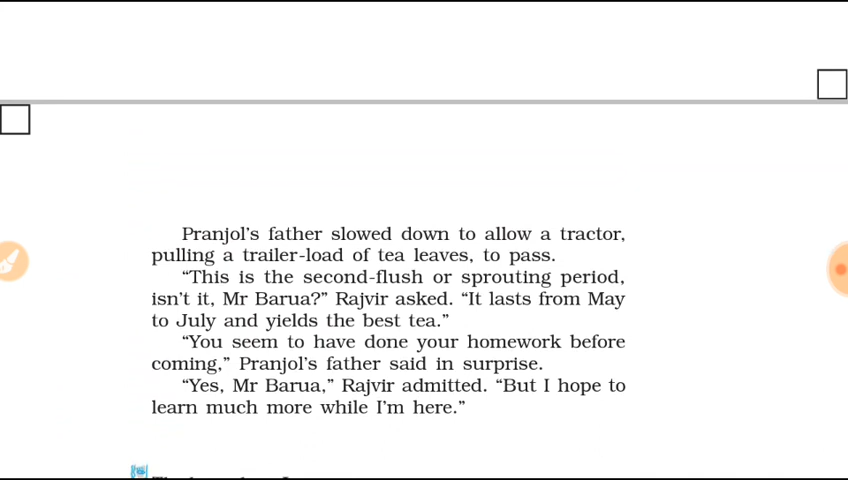 Pranjol’s father slowed down to allow a tractor,
pulling a trailer-load of tea leaves, to pass.
“This is the second-flush or sprouting period,
isn’t it, Mr Barua?” Rajvir asked. “It lasts from May
to July and yields the best tea.”
“You seem to have done your homework before
coming,” Pranjol’s father said in surprise.
“Yes, Mr Barua,” Rajvir admitted. “But I hope to
learn much more while I’m here.”